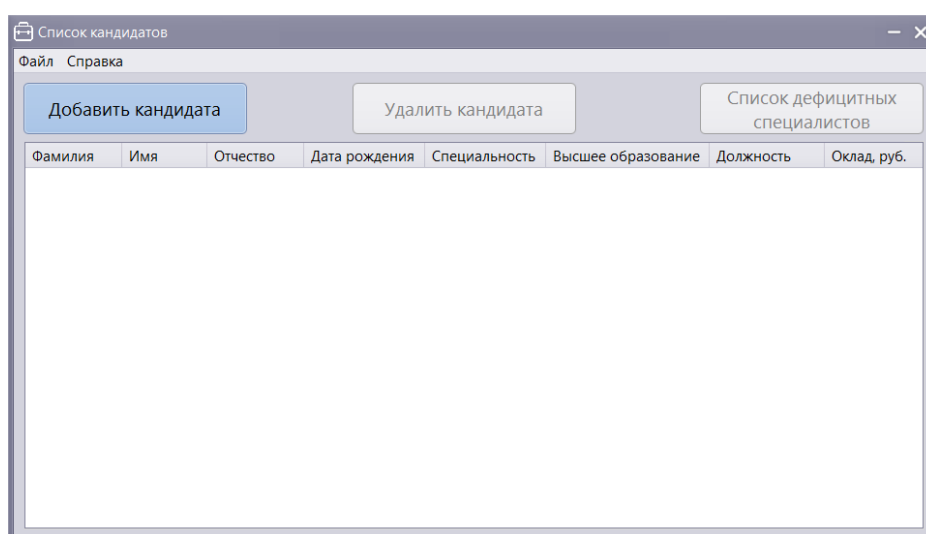 Список кандидатов
Файл Справка
Добавить кандидата
Удалить кандидата
Список дефицитных
специалистов
Фамилия Имя Отчество Дата рождения Специальность Высшее образование Должность Оклад, руб.